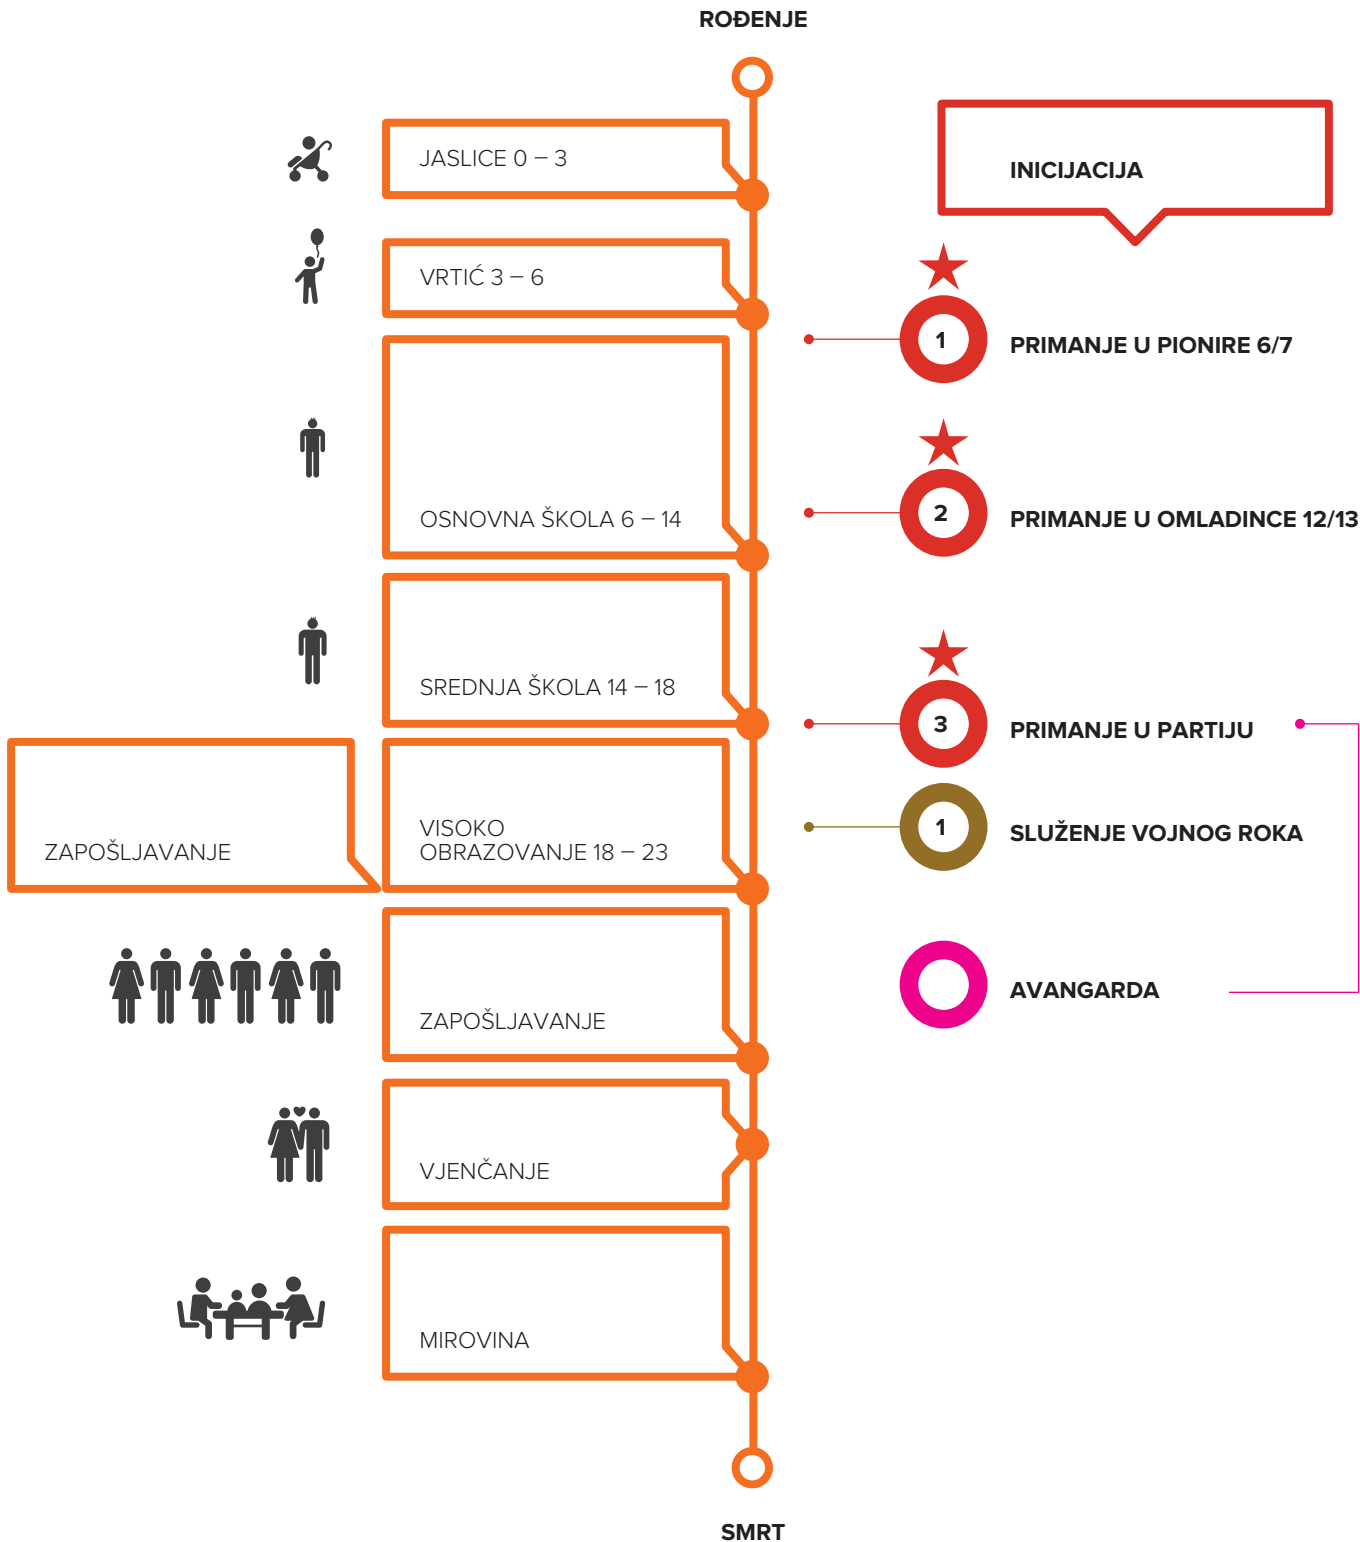 ROĐENJE
JASLICE 0 – 3
INICIJACIJA
VRTIĆ 3 – 6
1
PRIMANJE U PIONIRE 6/7
OSNOVNA ŠKOLA 6 – 14
2
PRIMANJE U OMLADINCE 12/13
SREDNJA ŠKOLA 14 – 18
3
PRIMANJE U PARTIJU
ZAPOŠLJAVANJE
VISOKO
OBRAZOVANJE 18 – 23
1
SLUŽENJE VOJNOG ROKA
ZAPOŠLJAVANJE
AVANGARDA
VJENČANJE
MIROVINA
SMRT